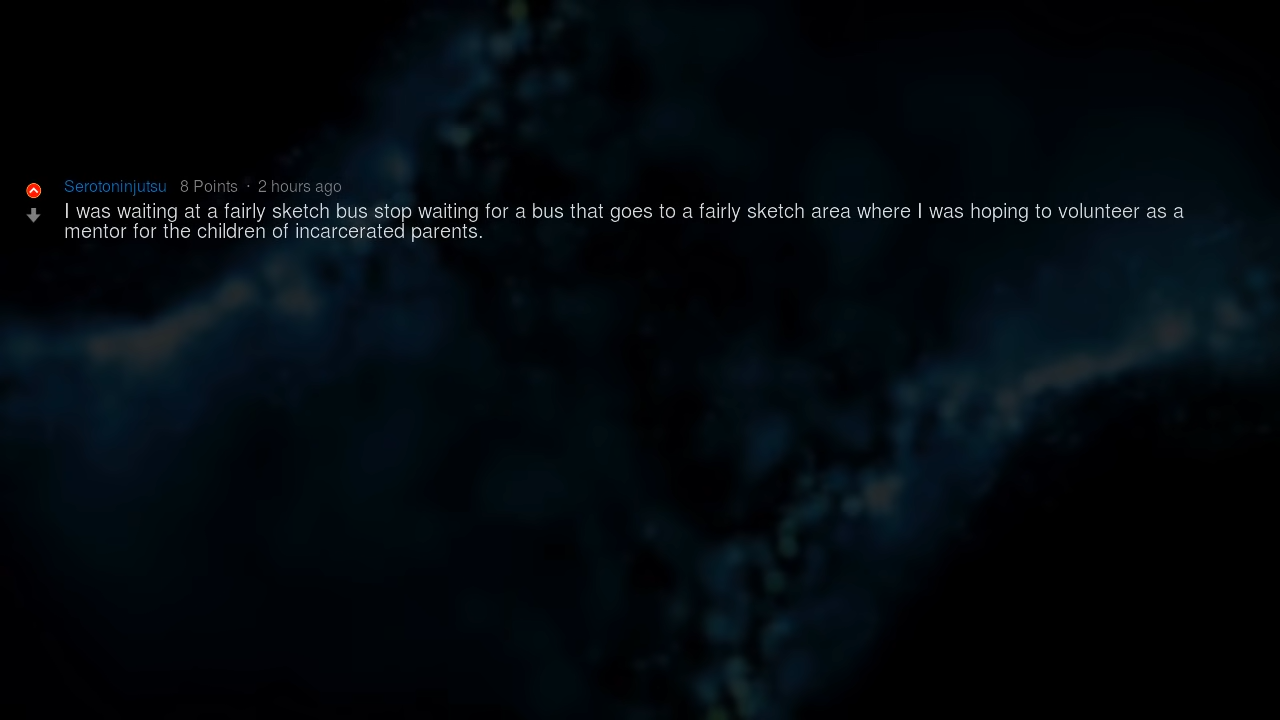 Serotoninjutsu 8 Points · 2 hours ago
I was waiting at a fairly sketch bus stop waiting for a bus that goes to a fairly sketch area where I was hoping to volunteer as a
mentor for the children of incarcerated parents.